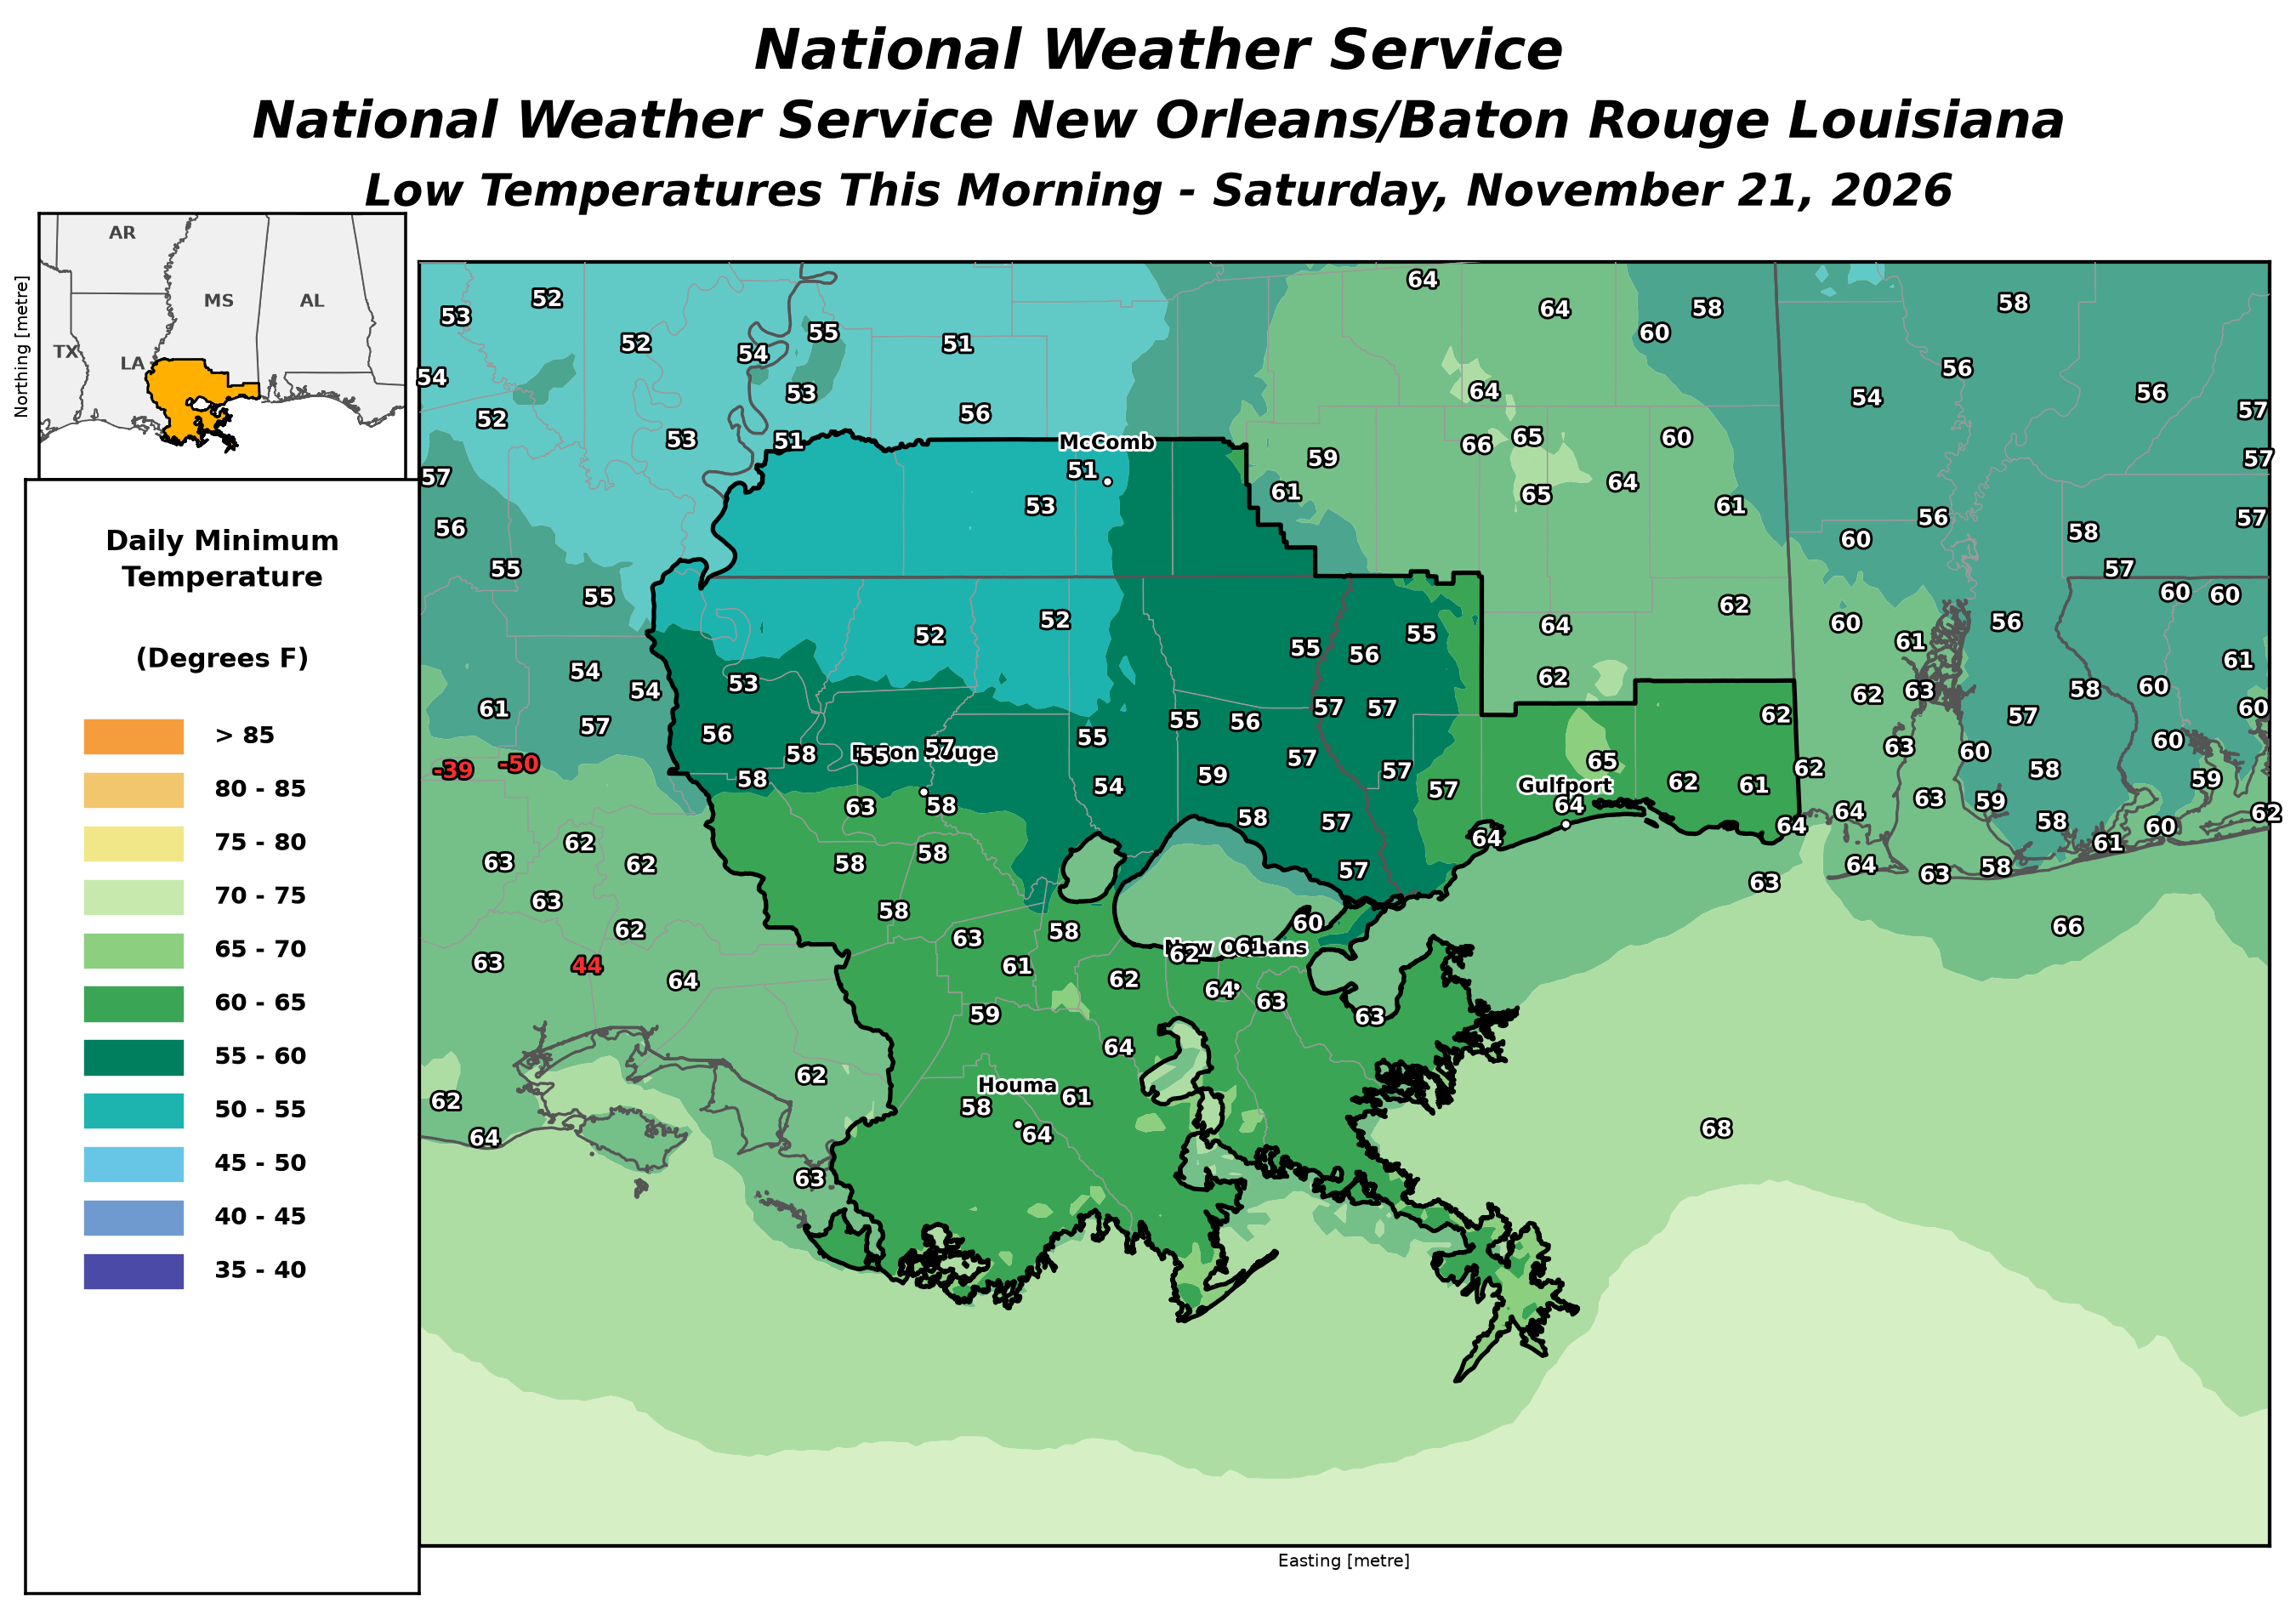 National Weather Service
National Weather Service New Orleans/Baton Rouge Louisiana
Low Temperatures This Morning - Saturday, November 21, 2026
AR
MS
AL
TX
LA
Northing [metre]
Daily Minimum
Temperature
(Degrees F)
> 85
80 - 85
75 - 80
70 - 75
65 - 70
60 - 65
55 - 60
50 - 55
45 - 50
40 - 45
35 - 40
64
52 58
53 64 58
55 60
52 51
54
56
54 64
53 56
52 54
56 57
53 51 McComb 66 65 60
59 57
57 51
61 65 64
53 61
56 56 57
60 58
55 57
55 60 60
62
52 60 56
52 55 64
55 56 61
54 61
53 62
54 58 60
62 63
61 57 57 62 57 60
57 56 55 56
55 60
58 55 57 Baton Rouge 63 60
57 65
-39 -50 57 62 58
58 54 59 Gulfport 62 61 59
57
63 58 64 63 59
58 57 64 58 62
64 64 60
62 58 61
63 62 58 57 64 63 58
63 63
58
62 60 66
63 58
62 New Orleans 61
63 44 61
64 62 64 63
59 63
64
62
Houma 61
62 58
64 64 68
63
Easting [metre]